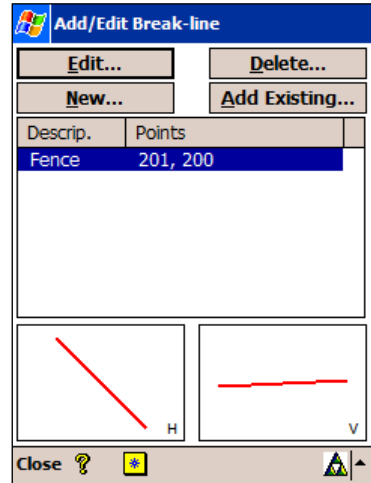 Add/Edit Break-line
Edit... Delete...
New... Add Existing...
Descrip. Points
Fence 201, 200
H V
Close ?